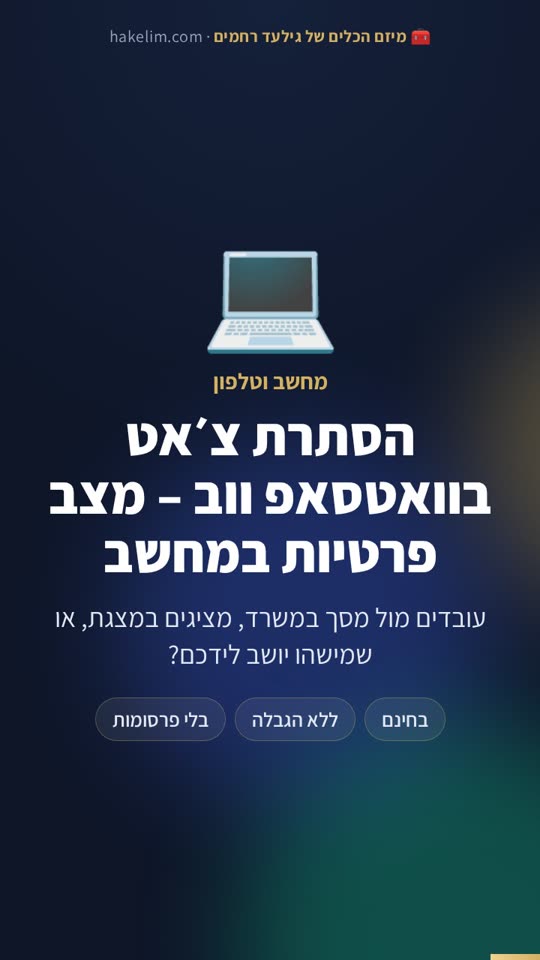 🧰 מיזם הכלים של גילעד רחמים · hakelim.com
מחשב וטלפון
הסתרת צ׳אט
בוואטסאפ ווב – מצב
פרטיות במחשב
עובדים מול מסך במשרד, מציגים במצגת, או
שמישהו יושב לידכם?
בחינם
ללא הגבלה
בלי פרסומות